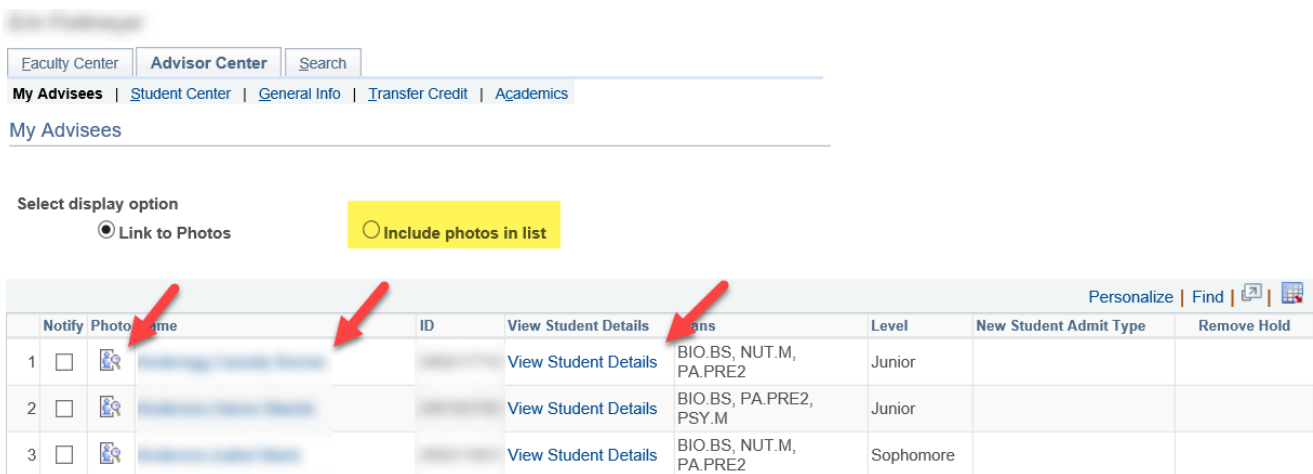 Faculty Center Advisor Center Search
My Advisees | Student Center | General Info | Transfer Credit | Academics
My Advisees
Select display option
Link to Photos Include photos in list
Personalize | Find | |
Notify Photo ID View Student Details Level New Student Admit Type Remove Hold
1 View Student Details BIO.BS, NUT.M, Junior
PA.PRE2
2 View Student Details BIO.BS, PA.PRE2, Junior
PSY.M
3 View Student Details BIO.BS, NUT.M, Sophomore
PA.PRE2